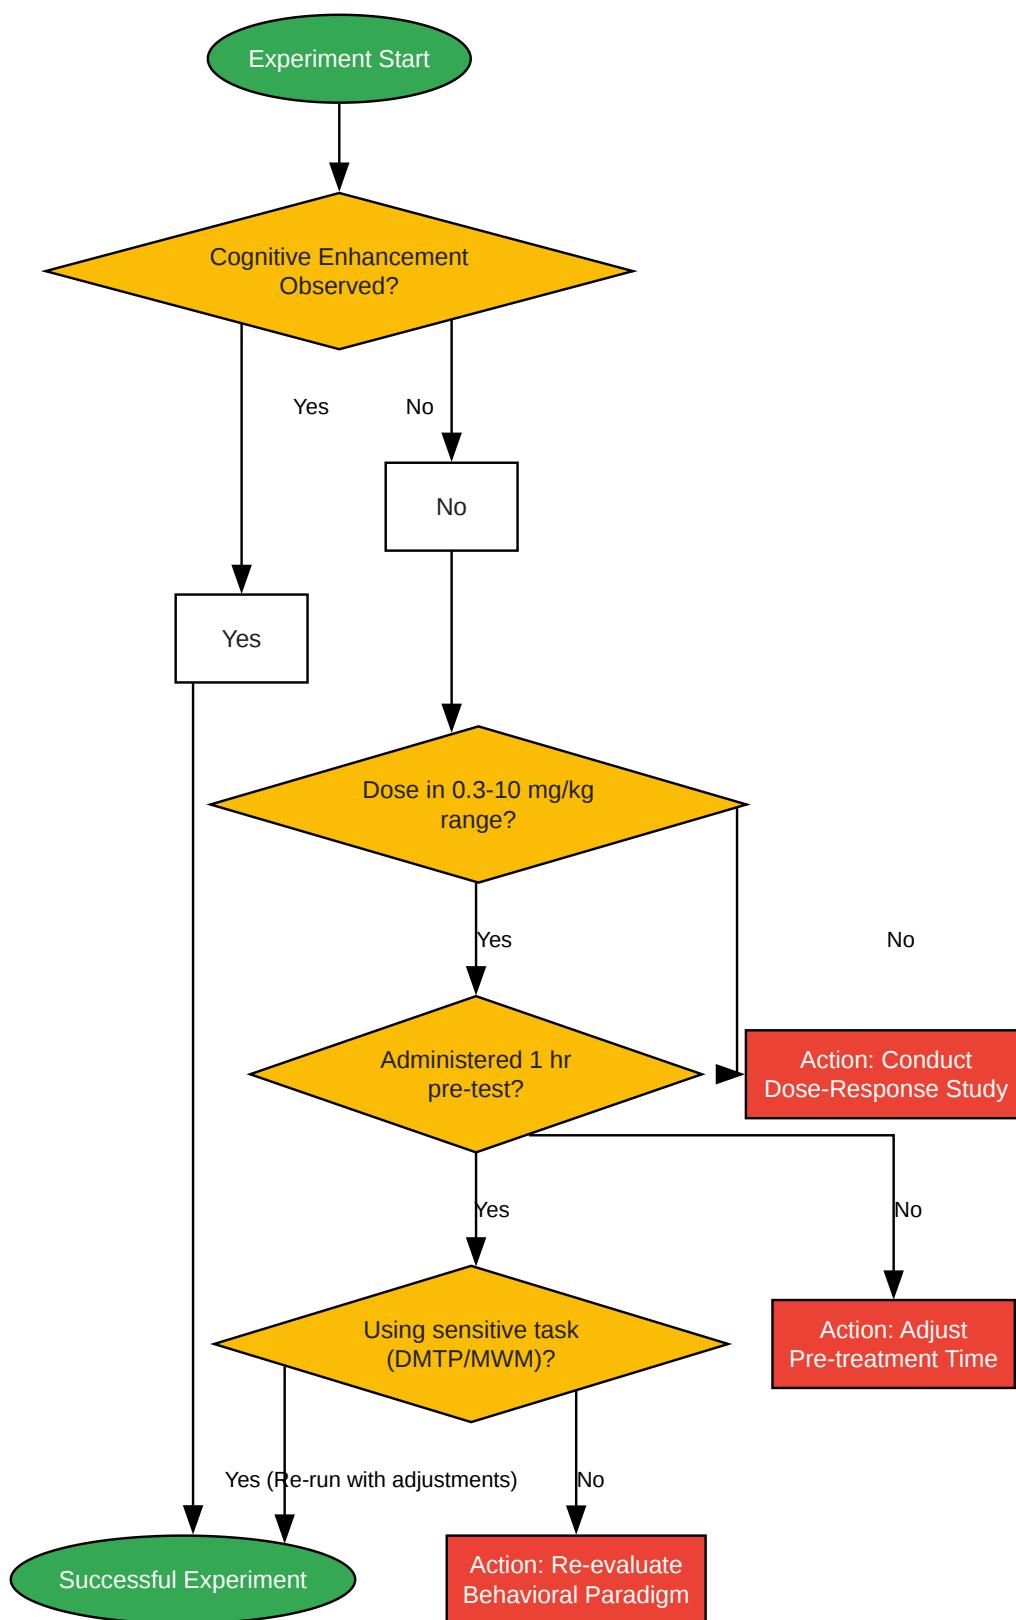 Experiment Start
Cognitive Enhancement
Observed?
Yes
No
No
Yes
Dose in 0.3-10 mg/kg
range?
Yes
No
Administered 1 hr
pre-test?
Action: Conduct
Dose-Response Study
Yes
No
Using sensitive task
(DMTP/MWM)?
Action: Adjust
Pre-treatment Time
Yes (Re-run with adjustments)
No
Successful Experiment
Action: Re-evaluate
Behavioral Paradigm